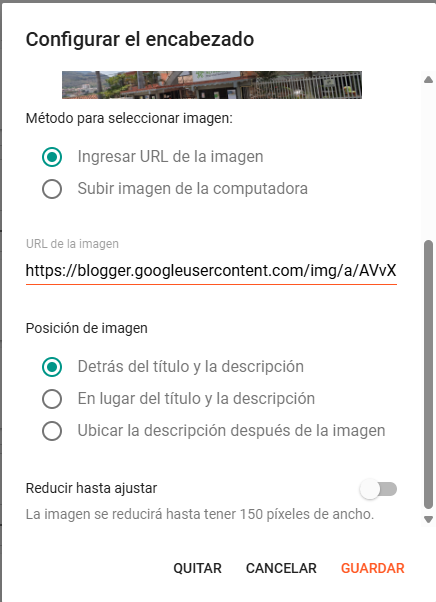 Configurar el encabezado
Método para seleccionar imagen:
Ingresar URL de la imagen
Subir imagen de la computadora
URL de la imagen
https://blogger.googleusercontent.com/img/a/AVvX
Posición de imagen
Detrás del título y la descripción
En lugar del título y la descripción
Ubicar la descripción después de la imagen
Reducir hasta ajustar
La imagen se reducirá hasta tener 150 píxeles de ancho.
QUITAR CANCELAR GUARDAR